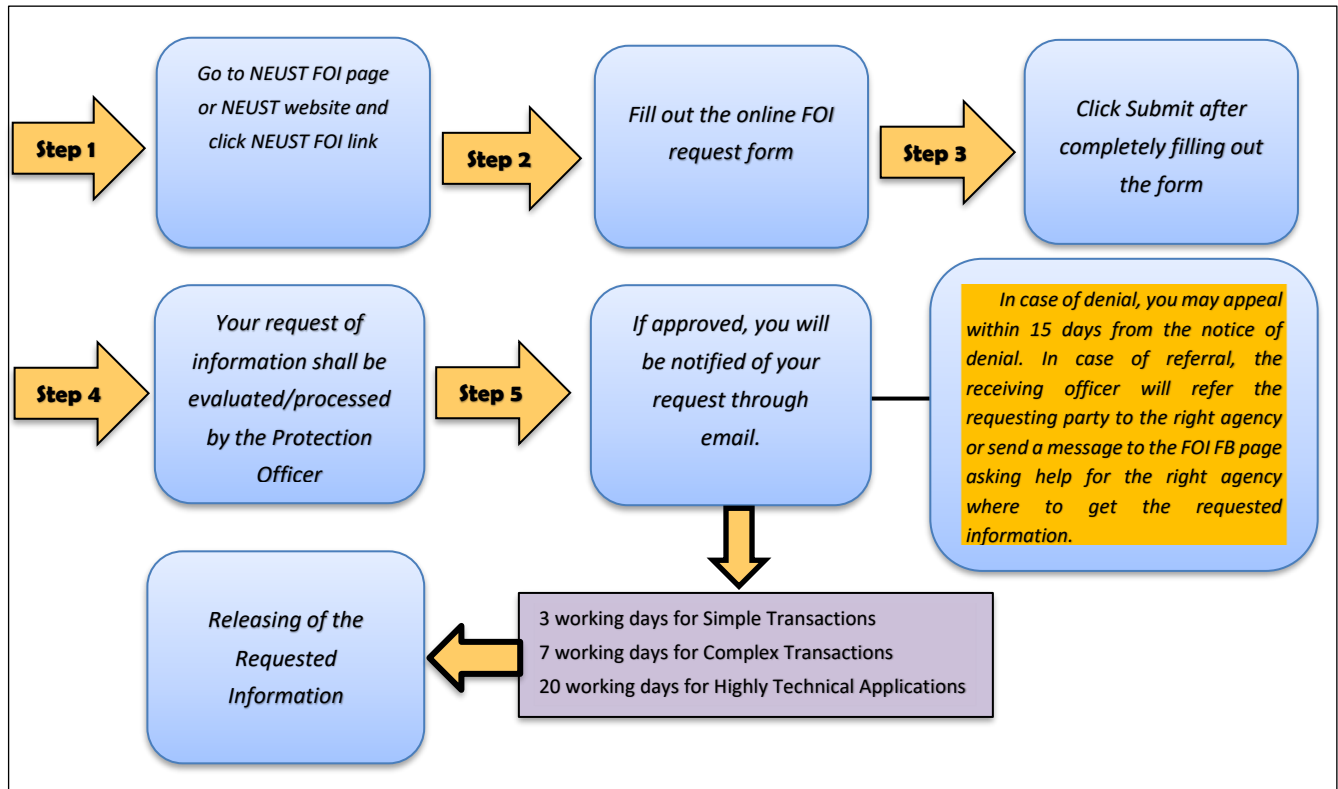 Step 1
Go to NEUST FOI page
or NEUST website and
click NEUST FOI link
Step 2
Fill out the online FOI
request form
Step 3
Click Submit after
completely filling out
the form
Step 4
Your request of
information shall be
evaluated/processed
by the Protection
Officer
Step 5
If approved, you will
be notified of your
request through
email.
In case of denial, you may appeal
within 15 days from the notice of
denial. In case of referral, the
receiving officer will refer the
requesting party to the right agency
or send a message to the FOI FB page
asking help for the right agency
where to get the requested
information.
3 working days for Simple Transactions
7 working days for Complex Transactions
20 working days for Highly Technical Applications
Releasing of the
Requested
Information